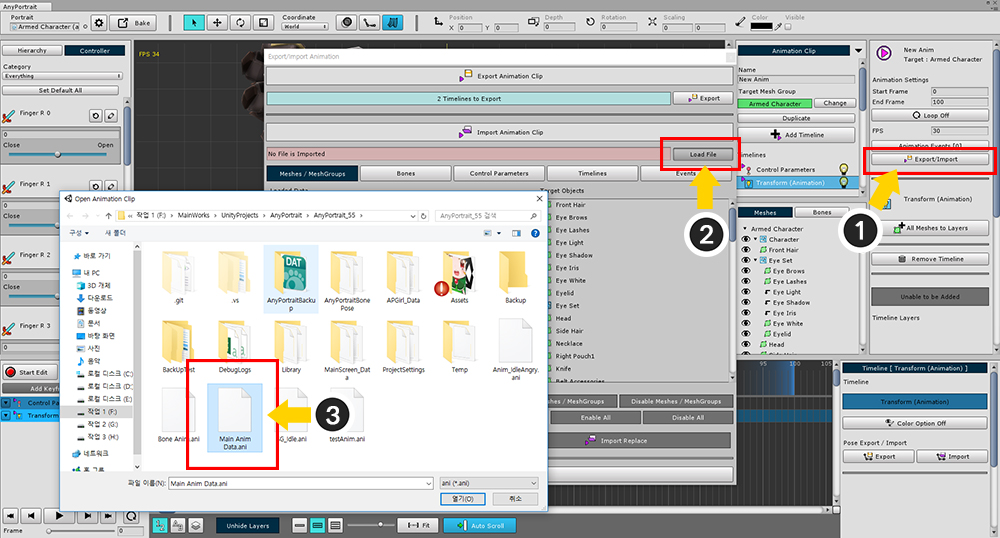 AnyPortrait
Portrait
Armed Character (a
Bake
Coordinate
World
Position
X 0 Y 0
Depth
0
Rotation
0
Scaling
X 0 Y 0
Color
Visible
Hierarchy
Controller
Category
Everything
Set Default All
Finger R 0
0
Close
Open
Finger R 1
0
Close
Finger R 2
0
Close
Finger R 3
0
Close
Start Edit
Add Keyfr
Control Pa
Transform
FPS 34
Export/Import Animation
Export Animation Clip
2 Timelines to Export
Export
Import Animation Clip
No File is Imported
Load File
Meshes / MeshGroups
Bones
Control Parameters
Timelines
Events
Loaded Data
Target Objects
Front Hair
Eye Brows
Eye Lashes
Eye Light
Eye Shadow
Eye Iris
Eye White
Eyelid
Eye Set
Head
Side Hair
Necklace
Right Pouch1
Knife
Belt Accessories
Meshes / MeshGroups
Disable Meshes / MeshGroups
Enable All
Disable All
Import Replace
Open Animation Clip
작업 1 (F:) > MainWorks > UnityProjects > AnyPortrait > AnyPortrait_55 >
AnyPortrait_55 검색
구성
새 폴더
바로 가기
내 PC
3D 개체
다운로드
동영상
문서
바탕 화면
사진
음악
로컬 디스크 (C:
로컬 디스크 (E:
작업 1 (F:)
작업 2 (G:)
작업 3 (H:)
네트워크
홈 그룹
.git
.vs
AnyPortraitBacku
p
AnyPortraitBone
Pose
APGirl_Data
Assets
Backup
BackUpTest
DebugLogs
Library
MainScreen_Dat
a
ProjectSettings
Temp
Anim_IdleAngry.
ani
Bone Anim.ani
Main Anim
Data.ani
G_Idle.ani
testAnim.ani
파일 이름(N):
Main Anim Data.ani
ani (*.ani)
열기(O)
취소
1
2
3
Animation Clip
Name
New Anim
Target Mesh Group
Armed Character
Change
Duplicate
Add Timeline
Timelines
Control Parameters
Transform (Animation)
Meshes
Bones
Armed Character
Character
Front Hair
Eye Set
Eye Brows
Eye Lashes
Eye Light
Eye Shadow
Eye Iris
Eye White
Eyelid
Head
Side Hair
New Anim
Target : Armed Character
Animation Settings
Start Frame 0
End Frame 100
Loop Off
FPS 30
Animation Events [0]
Export/Import
Transform (Animation)
All Meshes to Layers
Remove Timeline
Unable to be Added
Timeline Layers
95
100
105
Timeline [ Transform (Animation) ]
Timeline
Transform (Animation)
Color Option Off
Pose Export / Import
Export
Import
Frame
0
Unhide Layers
Fit
Auto Scroll